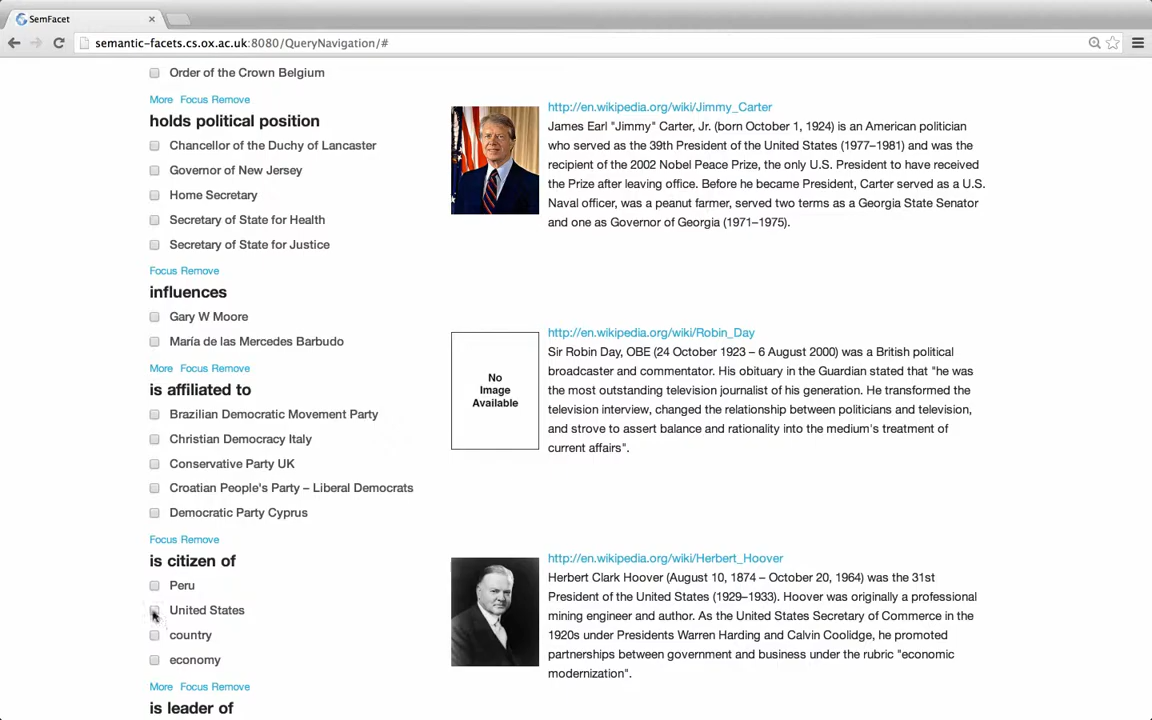 SemFacet
semantic-facets.cs.ox.ac.uk:8080/QueryNavigation/#
Order of the Crown Belgium
More Focus Remove
holds political position
Chancellor of the Duchy of Lancaster
Governor of New Jersey
Home Secretary
Secretary of State for Health
Secretary of State for Justice
Focus Remove
influences
Gary W Moore
María de las Mercedes Barbudo
More Focus Remove
is affiliated to
Brazilian Democratic Movement Party
Christian Democracy Italy
Conservative Party UK
Croatian People's Party – Liberal Democrats
Democratic Party Cyprus
Focus Remove
is citizen of
Peru
United States
country
economy
More Focus Remove
is leader of
http://en.wikipedia.org/wiki/Jimmy_Carter
James Earl "Jimmy" Carter, Jr. (born October 1, 1924) is an American politician
who served as the 39th President of the United States (1977–1981) and was the
recipient of the 2002 Nobel Peace Prize, the only U.S. President to have received
the Prize after leaving office. Before he became President, Carter served as a U.S.
Naval officer, was a peanut farmer, served two terms as a Georgia State Senator
and one as Governor of Georgia (1971–1975).
http://en.wikipedia.org/wiki/Robin_Day
No
Image
Available
Sir Robin Day, OBE (24 October 1923 – 6 August 2000) was a British political
broadcaster and commentator. His obituary in the Guardian stated that "he was
the most outstanding television journalist of his generation. He transformed the
television interview, changed the relationship between politicians and television,
and strove to assert balance and rationality into the medium's treatment of
current affairs".
http://en.wikipedia.org/wiki/Herbert_Hoover
Herbert Clark Hoover (August 10, 1874 – October 20, 1964) was the 31st
President of the United States (1929–1933). Hoover was originally a professional
mining engineer and author. As the United States Secretary of Commerce in the
1920s under Presidents Warren Harding and Calvin Coolidge, he promoted
partnerships between government and business under the rubric "economic
modernization".